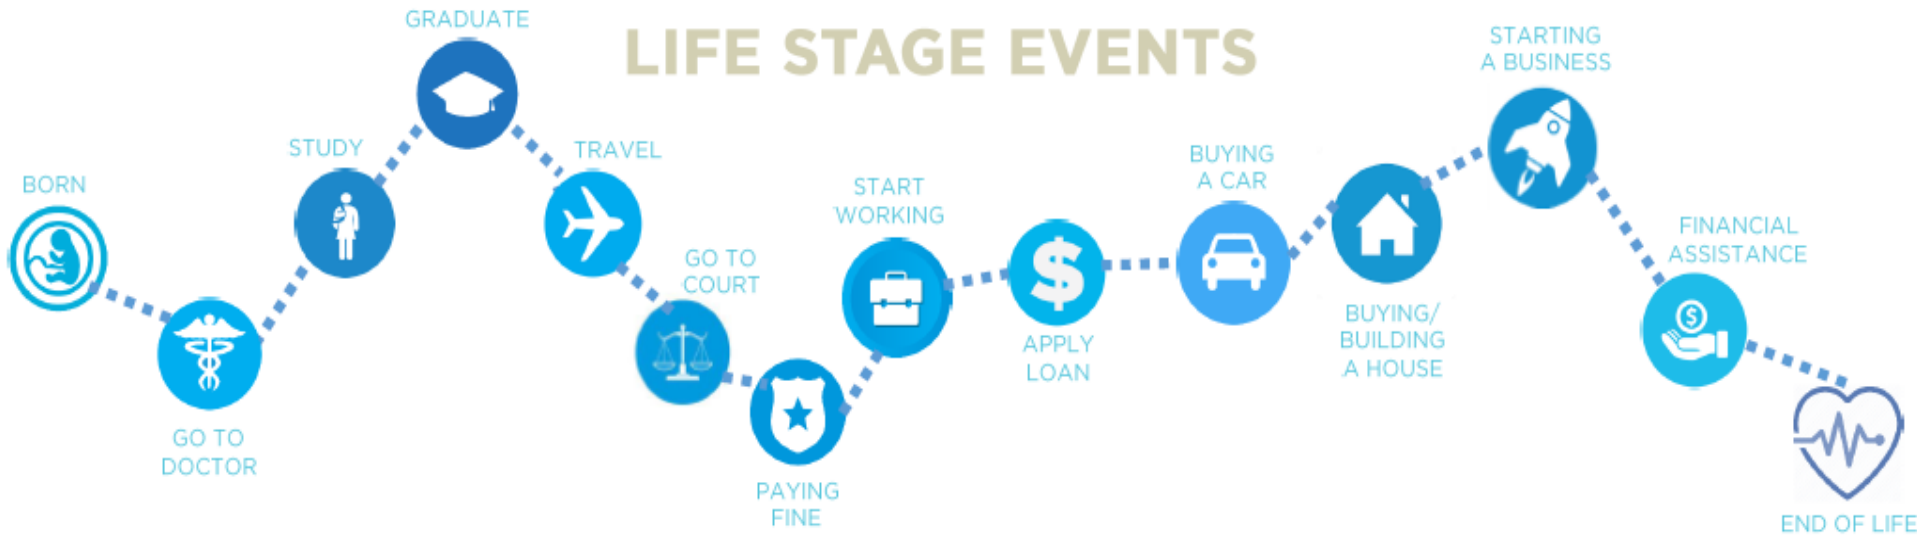 LIFE STAGE EVENTS
BORN
GO TO
DOCTOR
STUDY
GRADUATE
TRAVEL
GO TO
COURT
PAYING
FINE
START
WORKING
APPLY
LOAN
BUYING
A CAR
BUYING/
BUILDING
A HOUSE
STARTING
A BUSINESS
FINANCIAL
ASSISTANCE
END OF LIFE
$
$